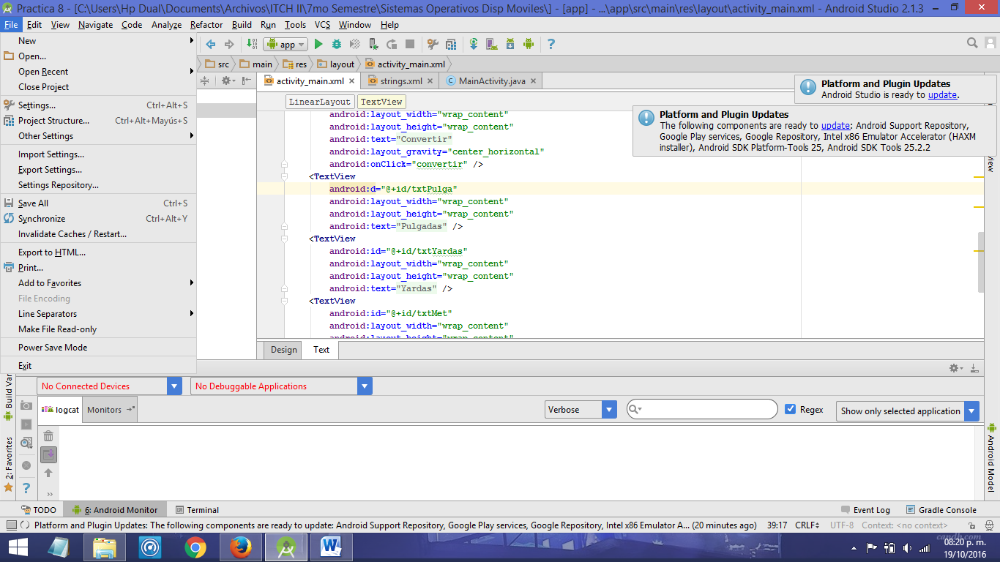 Practica 8 - [C:\Users\Hp Dual\Documents\Archivos\ITCH II\7mo Semestre\Sistemas Operativos Disp Moviles\] - [app] - ...\app\src\main\res\layout\activity_main.xml - Android Studio 2.1.3
File Edit View Navigate Code Analyze Refactor Build Run Tools VCS Window Help
app
src main res layout activity_main.xml
activity_main.xml strings.xml MainActivity.java
New
Open...
Open Recent
Close Project
Settings... Ctrl+Alt+S
Project Structure... Ctrl+Alt+Mayús+S
Other Settings
Import Settings...
Export Settings...
Settings Repository...
Save All Ctrl+S
Synchronize Ctrl+Alt+Y
Invalidate Caches / Restart...
Export to HTML...
Print...
Add to Favorites
File Encoding
Line Separators
Make File Read-only
Power Save Mode
Exit
LinearLayout TextView
android:layout_width="wrap_content"
android:layout_height="wrap_content"
android:text="Convertir"
android:layout_gravity="center_horizontal"
android:onClick="convertir" />
<TextView
android:d="@+id/txtPulga"
android:layout_width="wrap_content"
android:layout_height="wrap_content"
android:text="Pulgadas" />
<TextView
android:id="@+id/txtYardas"
android:layout_width="wrap_content"
android:layout_height="wrap_content"
android:text="Yardas" />
<TextView
android:id="@+id/txtMet"
android:layout_width="wrap_content"
android:layout_height="wrap_content"
Platform and Plugin Updates
Android Studio is ready to update.
Platform and Plugin Updates
The following components are ready to update: Android Support Repository,
Google Play services, Google Repository, Intel x86 Emulator Accelerator (HAXM
installer), Android SDK Platform-Tools 25, Android SDK Tools 25.2.2
Design Text
No Connected Devices No Debuggable Applications
logcat Monitors Verbose Regex Show only selected application
Build Var
2: Favorites
Android Model
TODO 6: Android Monitor Terminal Event Log Gradle Console
Platform and Plugin Updates: The following components are ready to update: Android Support Repository, Google Play services, Google Repository, Intel x86 Emulator A... (20 minutes ago) 39:17 CRLF UTF-8 Context: <no context>
08:20 p. m.
19/10/2016